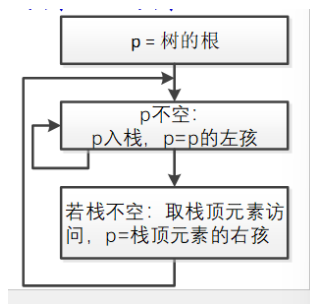 p = 树的根
p不空：
p入栈，p=p的左孩
若栈不空：取栈顶元素访
问，p=栈顶元素的右孩